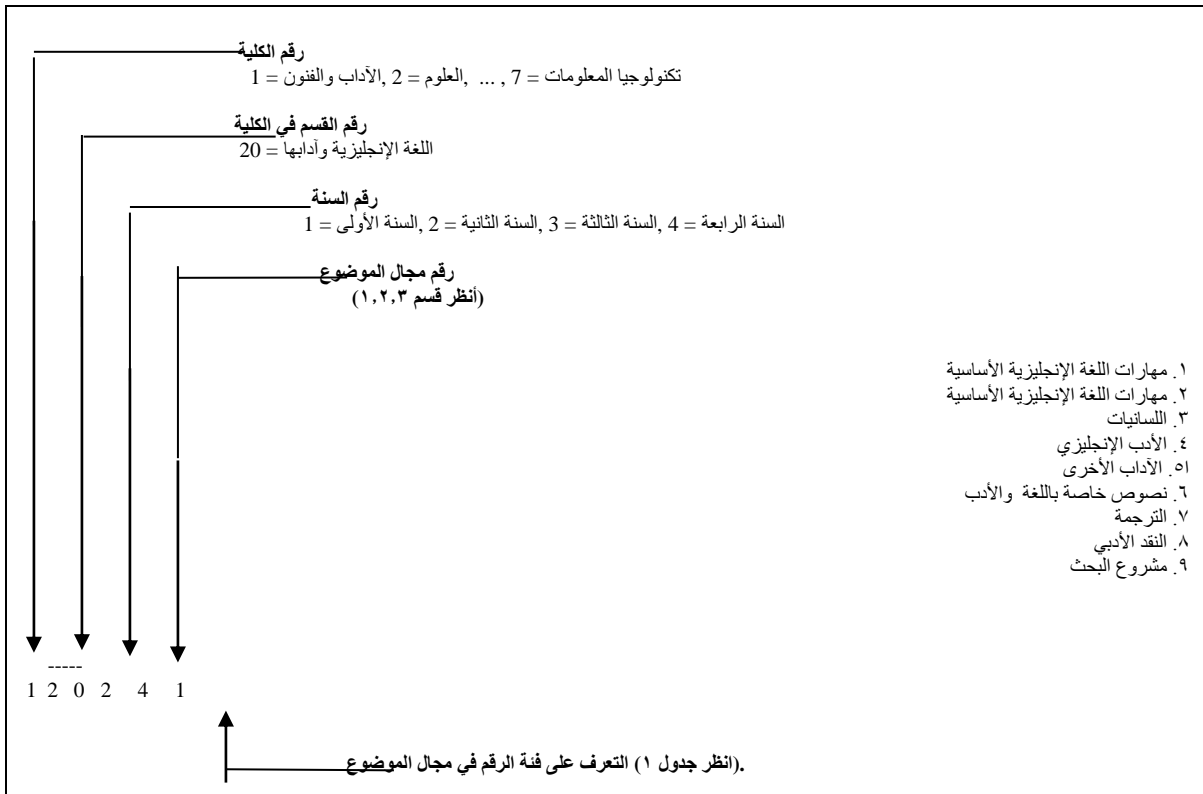 رقم الكلية
تكنولوجيا المعلومات = 7 , ... ,العلوم = 2 ,الآداب والفنون = 1
رقم القسم في الكلية
اللغة الإنجليزية وآدابها = 20
رقم السنة
السنة الرابعة = 4 ,السنة الثالثة = 3 ,السنة الثانية = 2 ,السنة الأولى = 1
رقم مجال الموضوع
(أنظر قسم ١,٢,٣)
١. مهارات اللغة الإنجليزية الأساسية
٢. مهارات اللغة الإنجليزية الأساسية
٣. اللسانيات
٤. الأدب الإنجليزي
٥ا. الآداب الأخرى
٦. نصوص خاصة باللغة والأدب
٧. الترجمة
٨. النقد الأدبي
٩. مشروع البحث
-----
1 2 0 2 4 1
.(انظر جدول ١) التعرف على فئة الرقم في مجال الموضوع